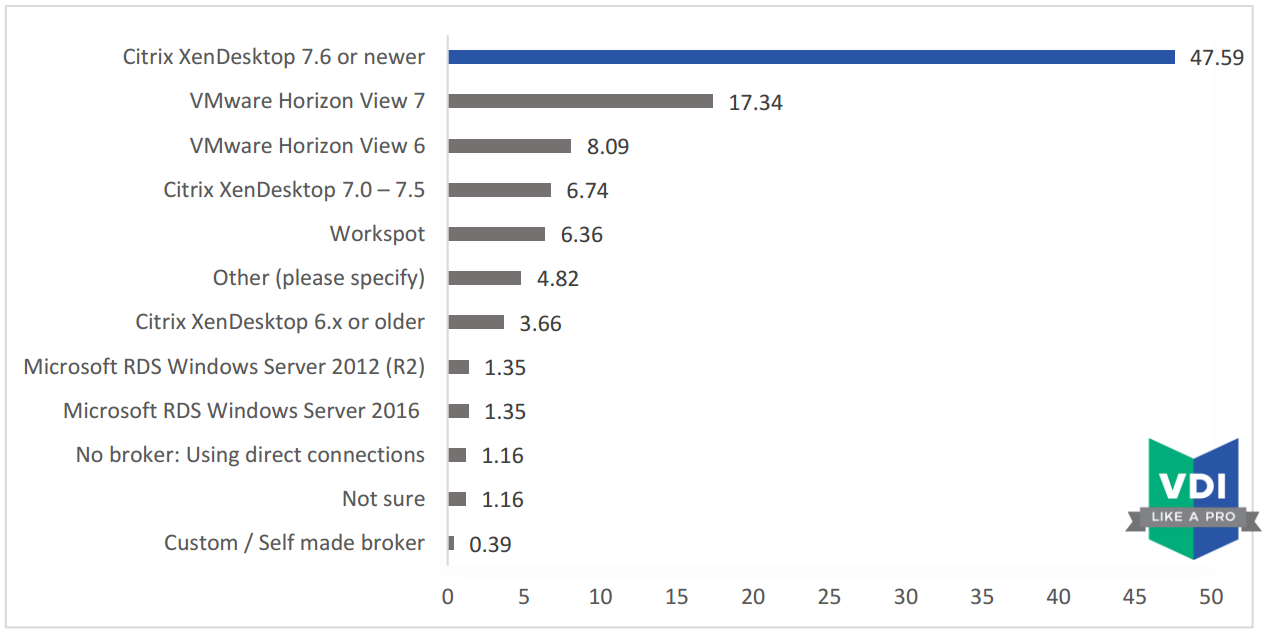 Citrix XenDesktop 7.6 or newer 47.59
VMware Horizon View 7 17.34
VMware Horizon View 6 8.09
Citrix XenDesktop 7.0 – 7.5 6.74
Workspot 6.36
Other (please specify) 4.82
Citrix XenDesktop 6.x or older 3.66
Microsoft RDS Windows Server 2012 (R2) 1.35
Microsoft RDS Windows Server 2016 1.35
No broker: Using direct connections 1.16
Not sure 1.16
Custom / Self made broker 0.39
VDI
LIKE A PRO
0 5 10 15 20 25 30 35 40 45 50